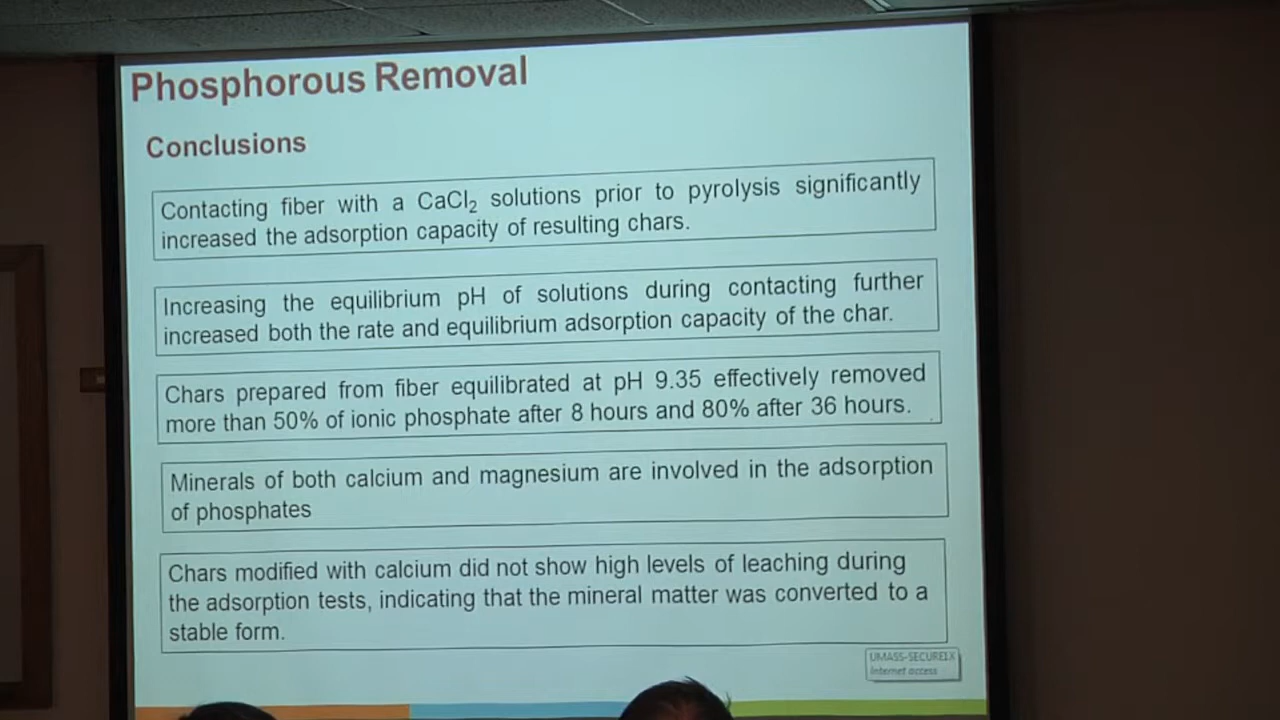 Phosphorous Removal
Conclusions
Contacting fiber with a CaCl₂ solutions prior to pyrolysis significantly
increased the adsorption capacity of resulting chars.
Increasing the equilibrium pH of solutions during contacting further
increased both the rate and equilibrium adsorption capacity of the char.
Chars prepared from fiber equilibrated at pH 9.35 effectively removed
more than 50% of ionic phosphate after 8 hours and 80% after 36 hours.
Minerals of both calcium and magnesium are involved in the adsorption
of phosphates
Chars modified with calcium did not show high levels of leaching during
the adsorption tests, indicating that the mineral matter was converted to a
stable form.
UMASS-SECURE1X
Internet access